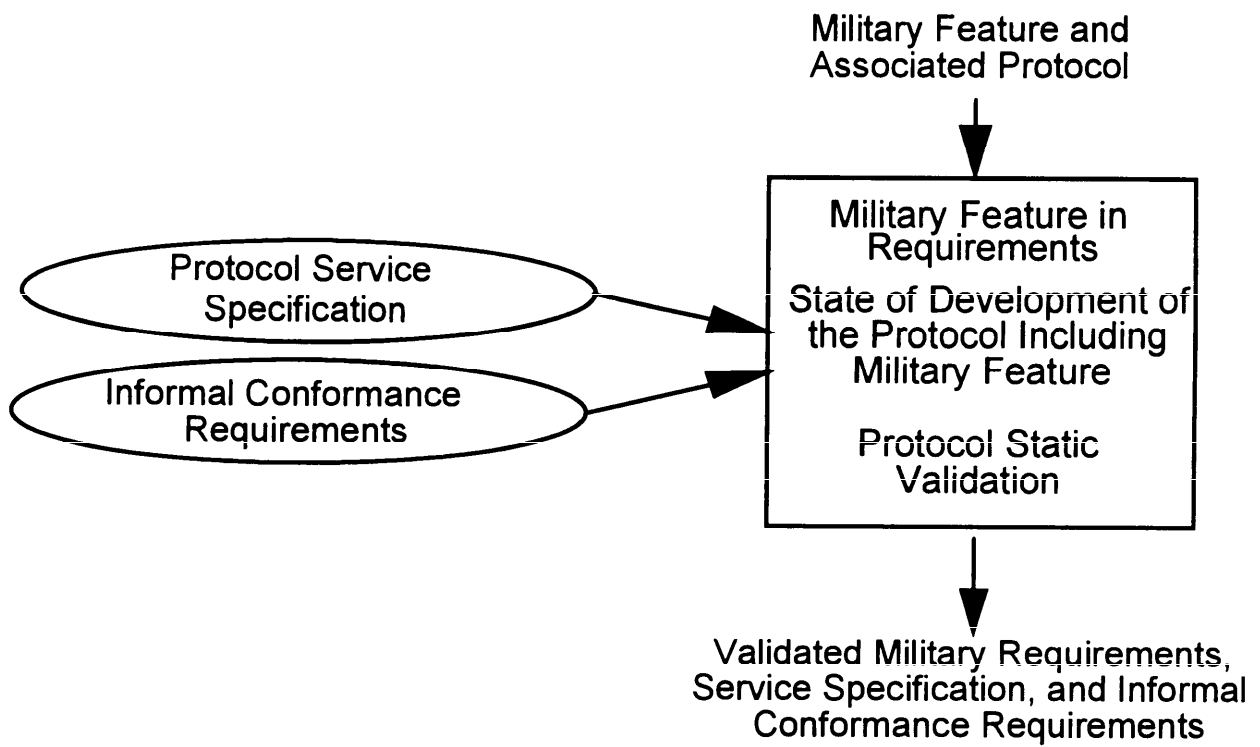 Military Feature and
Associated Protocol
Military Feature in
Requirements
Protocol Service
Specification
State of Development of
the Protocol Including
Military Feature
Informal Conformance
Requirements
Protocol Static
Validation
Validated Military Requirements,
Service Specification, and Informal
Conformance Requirements